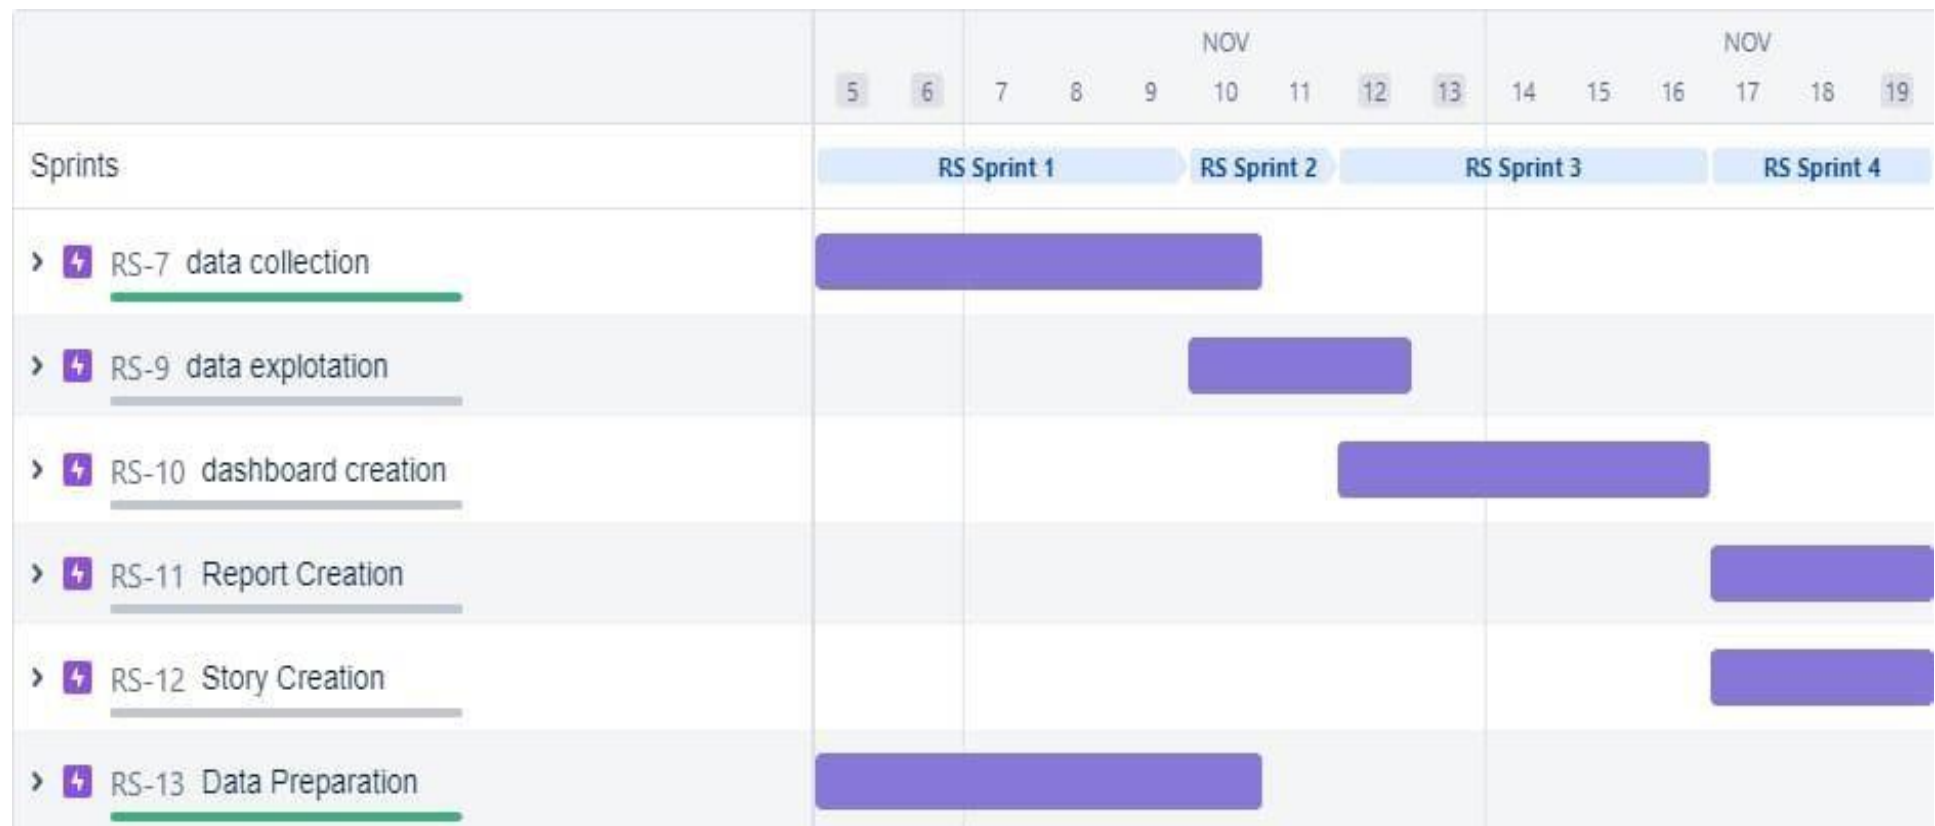 NOV NOV
5 6 7 8 9 10 11 12 13 14 15 16 17 18 19
Sprints RS Sprint 1 RS Sprint 2 RS Sprint 3 RS Sprint 4
RS-7 data collection
RS-9 data explotation
RS-10 dashboard creation
RS-11 Report Creation
RS-12 Story Creation
RS-13 Data Preparation